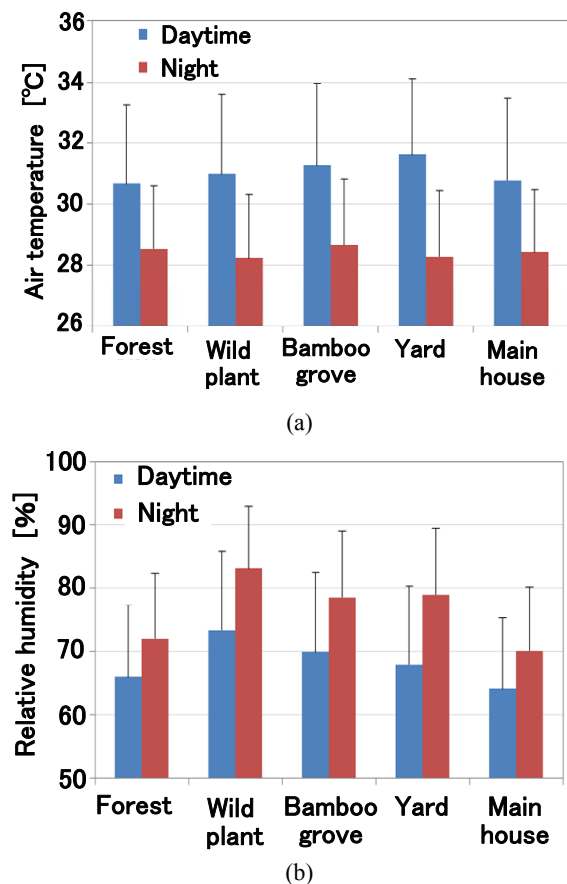 36
34
32
30
28
26
Air temperature [℃]
Daytime
Night
Forest
Wild
plant
Bamboo
grove
Yard
Main
house
(a)
100
90
80
70
60
50
Relative humidity [%]
Daytime
Night
Forest
Wild
plant
Bamboo
grove
Yard
Main
house
(b)